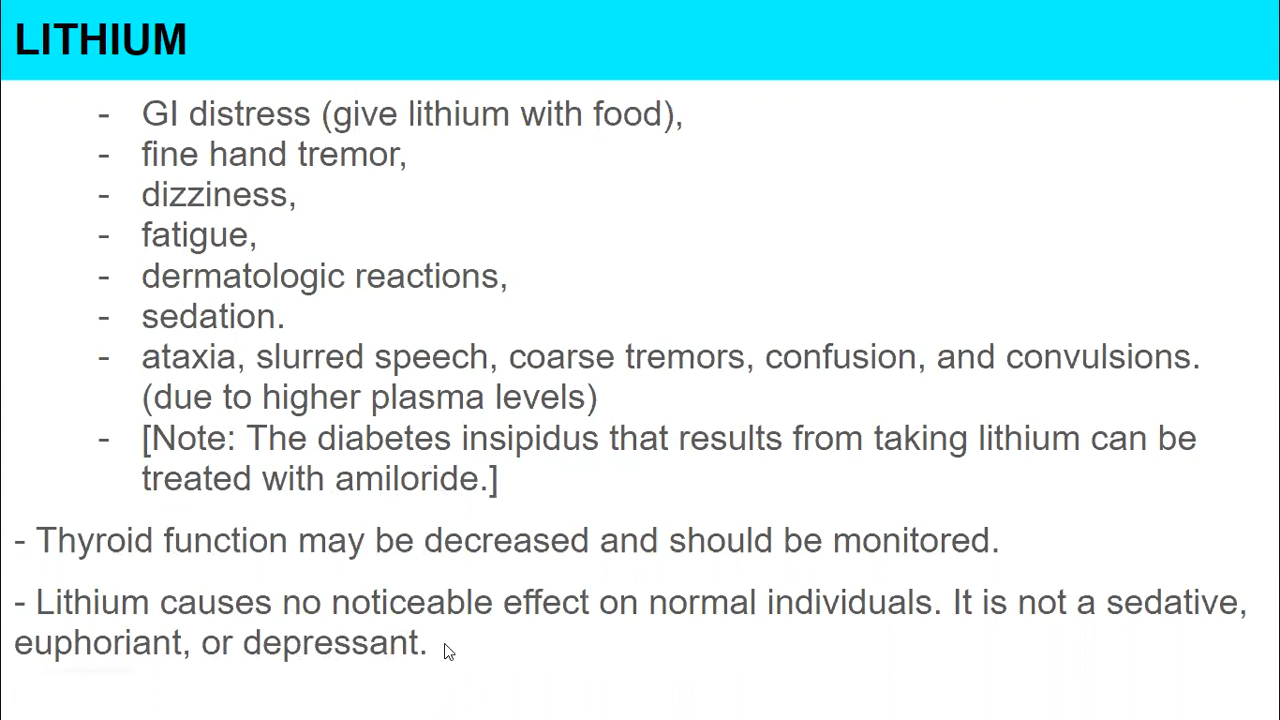 LITHIUM
- GI distress (give lithium with food),
- fine hand tremor,
- dizziness,
- fatigue,
- dermatologic reactions,
- sedation.
- ataxia, slurred speech, coarse tremors, confusion, and convulsions.
(due to higher plasma levels)
- [Note: The diabetes insipidus that results from taking lithium can be
treated with amiloride.]
- Thyroid function may be decreased and should be monitored.
- Lithium causes no noticeable effect on normal individuals. It is not a sedative,
euphoriant, or depressant.